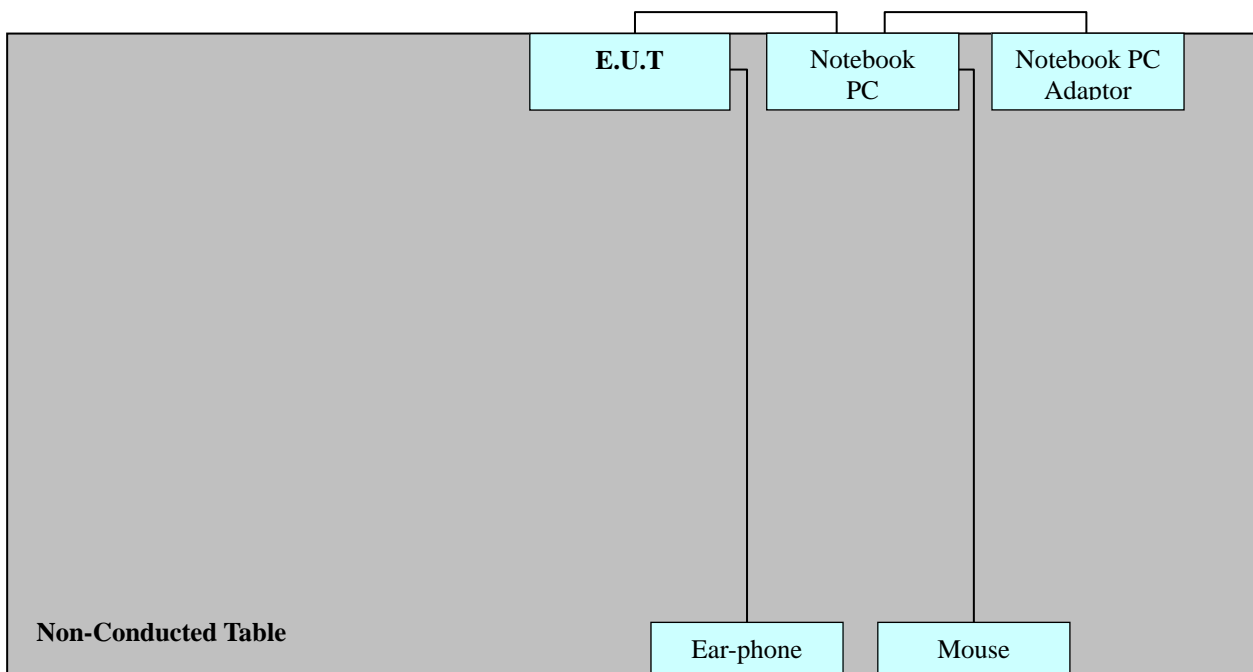 E.U.T
Notebook
PC
Notebook PC
Adaptor
Non-Conducted Table
Ear-phone
Mouse